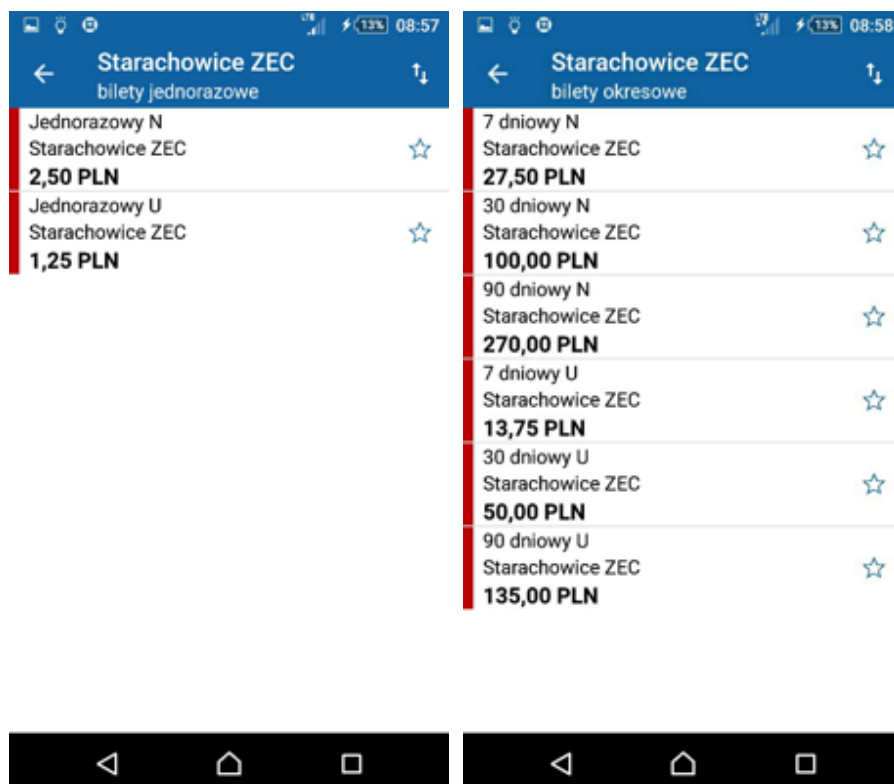 LTE 13% 08:57
Starachowice ZEC
bilety jednorazowe
Jednorazowy N
Starachowice ZEC
2,50 PLN
Jednorazowy U
Starachowice ZEC
1,25 PLN
13% 08:58
Starachowice ZEC
bilety okresowe
7 dniowy N
Starachowice ZEC
27,50 PLN
30 dniowy N
Starachowice ZEC
100,00 PLN
90 dniowy N
Starachowice ZEC
270,00 PLN
7 dniowy U
Starachowice ZEC
13,75 PLN
30 dniowy U
Starachowice ZEC
50,00 PLN
90 dniowy U
Starachowice ZEC
135,00 PLN